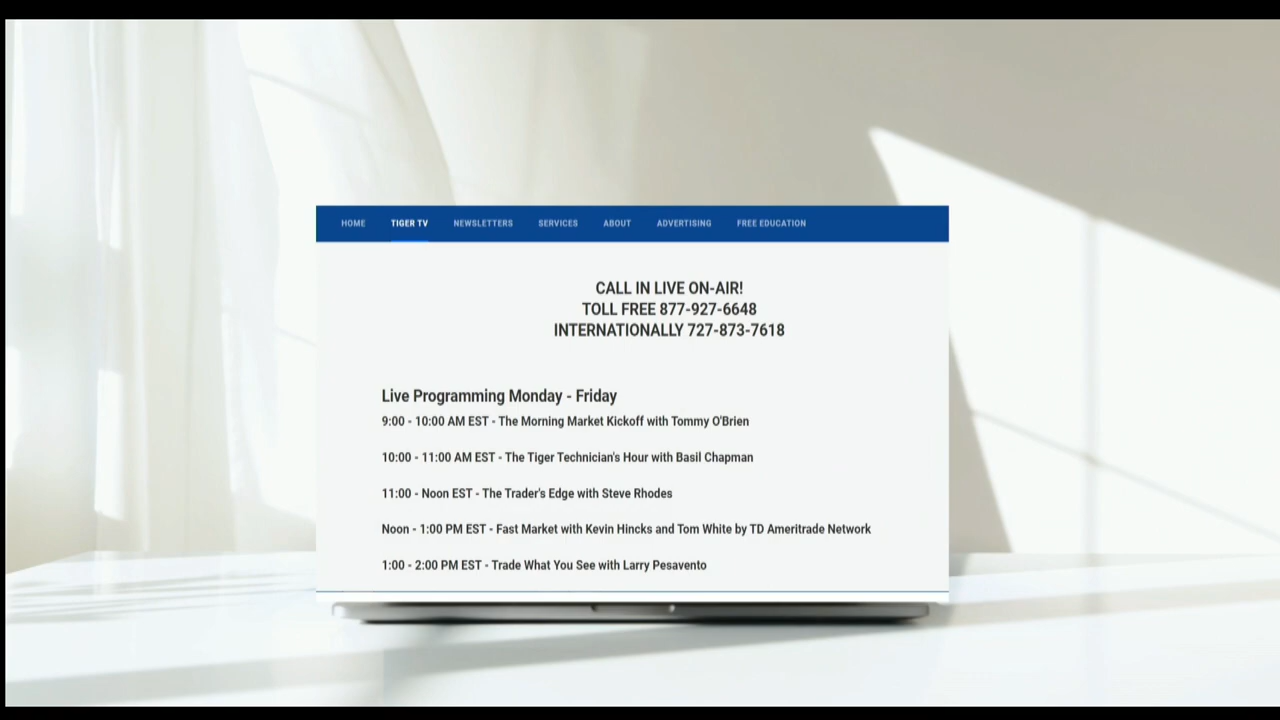 HOME TIGER TV NEWSLETTERS SERVICES ABOUT ADVERTISING FREE EDUCATION
CALL IN LIVE ON-AIR!
TOLL FREE 877-927-6648
INTERNATIONALLY 727-873-7618
Live Programming Monday - Friday
9:00 - 10:00 AM EST - The Morning Market Kickoff with Tommy O'Brien
10:00 - 11:00 AM EST - The Tiger Technician's Hour with Basil Chapman
11:00 - Noon EST - The Trader's Edge with Steve Rhodes
Noon - 1:00 PM EST - Fast Market with Kevin Hincks and Tom White by TD Ameritrade Network
1:00 - 2:00 PM EST - Trade What You See with Larry Pesavento